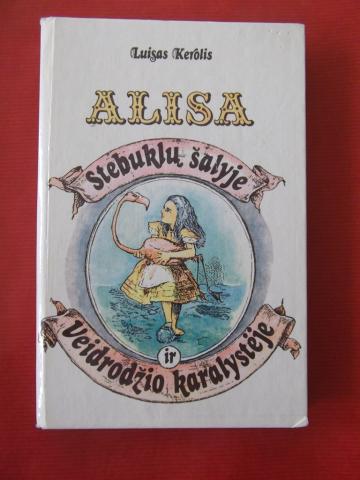 Luisas Kerolis
ALISA
Stebuklų šalyje
ir
Veidrodžio karalystėje